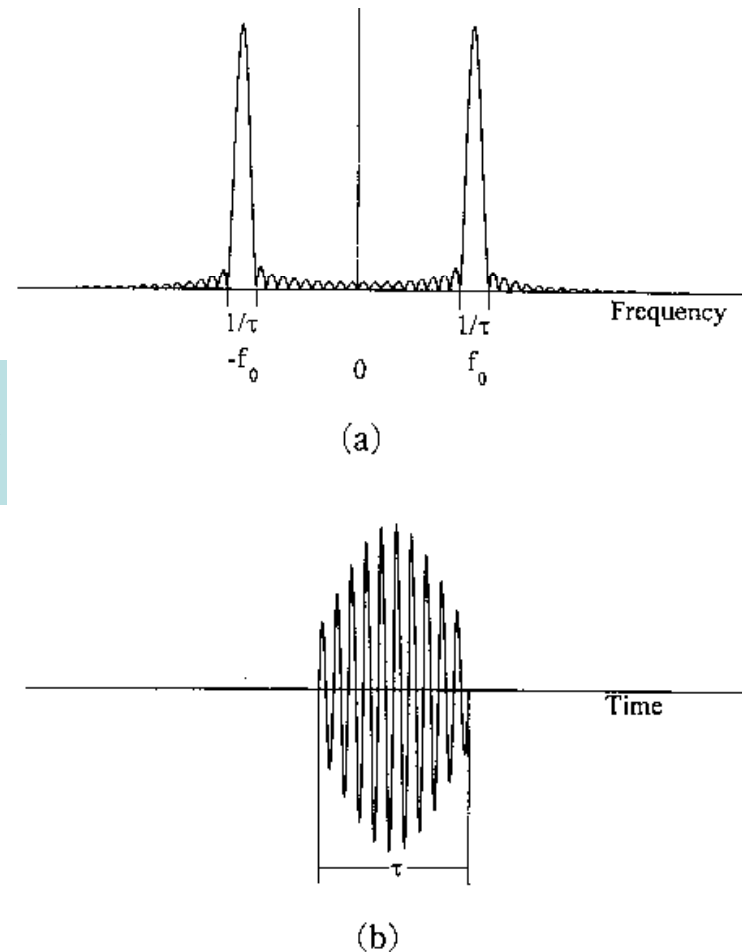 Frequency
1/τ 1/τ
-f₀ 0 f₀
(a)
Time
τ
(b)